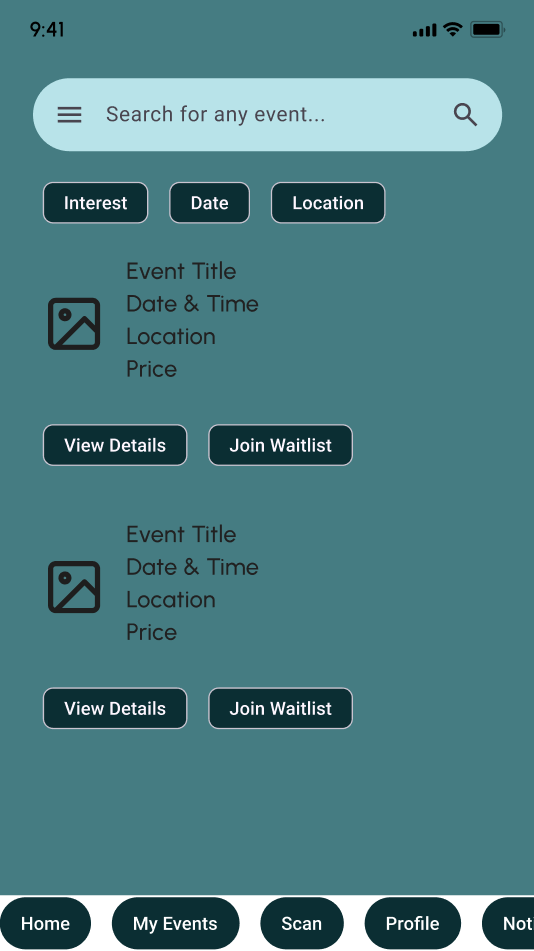 9:41
Search for any event...
Interest Date Location
Event Title
Date & Time
Location
Price
View Details Join Waitlist
Event Title
Date & Time
Location
Price
View Details Join Waitlist
Home My Events Scan Profile Noti